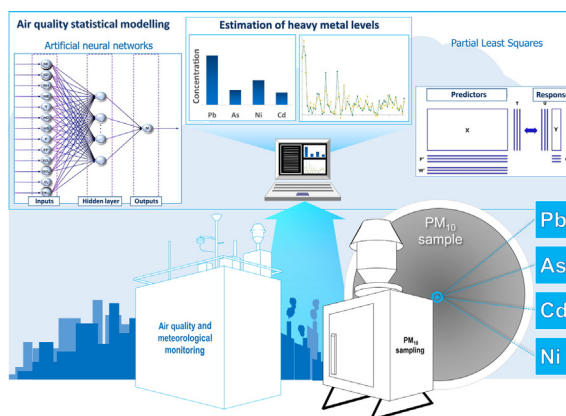 Air quality statistical modelling
Artificial neural networks
Inputs
Hidden layer
Outputs
Estimation of heavy metal levels
Concentration
Pb
As
Ni
Cd
Partial Least Squares
Predictors
Response
X
T
U
Y
P'
W'
PM10
sample
Pb
As
Cd
Ni
Air quality and
meteorological
monitoring
PM10
sampling